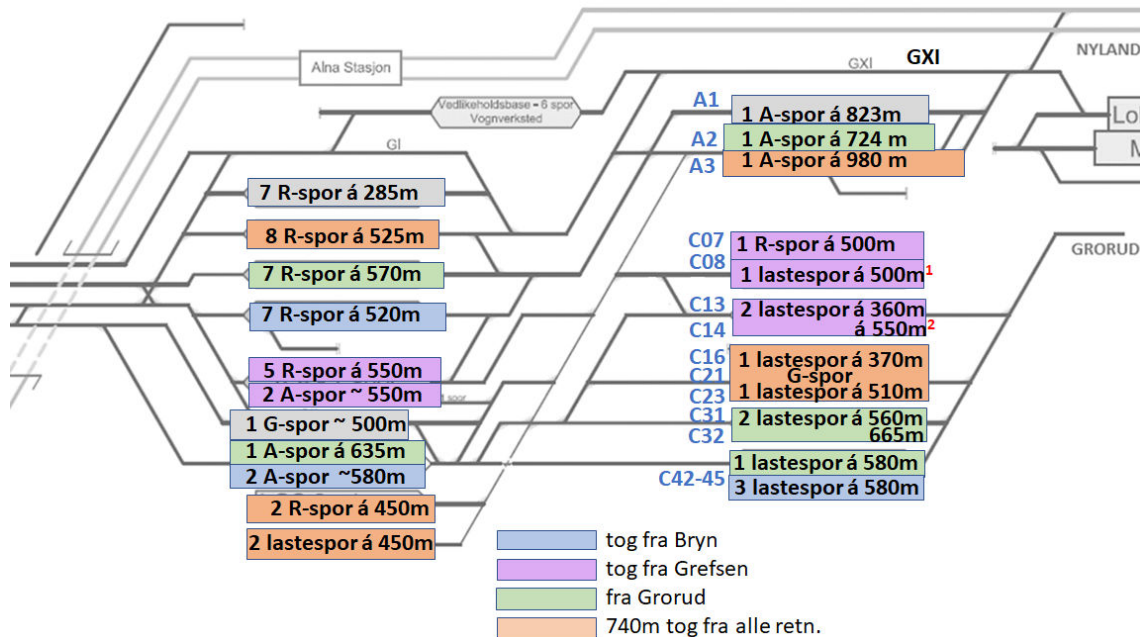 NYLAND
GXI
GXI
Alna Stasjon
Vedlikeholdsbase = 6 spor
Vognverksted
GI
A1
1 A-spor á 823m
A2
1 A-spor á 724 m
A3
1 A-spor á 980 m
7 R-spor á 285m
8 R-spor á 525m
7 R-spor á 570m
7 R-spor á 520m
5 R-spor á 550m
2 A-spor ~ 550m
spor
1 G-spor ~ 500m
1 A-spor á 635m
2 A-spor ~580m
2 R-spor á 450m
2 lastespor á 450m
C07
1 R-spor á 500m
C08
1 lastespor á 500m1
C13
2 lastespor á 360m
C14
á 550m2
C16
1 lastespor á 370m
C21
G-spor
C23
1 lastespor á 510m
C31
2 lastespor á 560m
C32
665m
1 lastespor á 580m
C42-45
3 lastespor á 580m
GRORUD
tog fra Bryn
tog fra Grefsen
fra Grorud
740m tog fra alle retn.